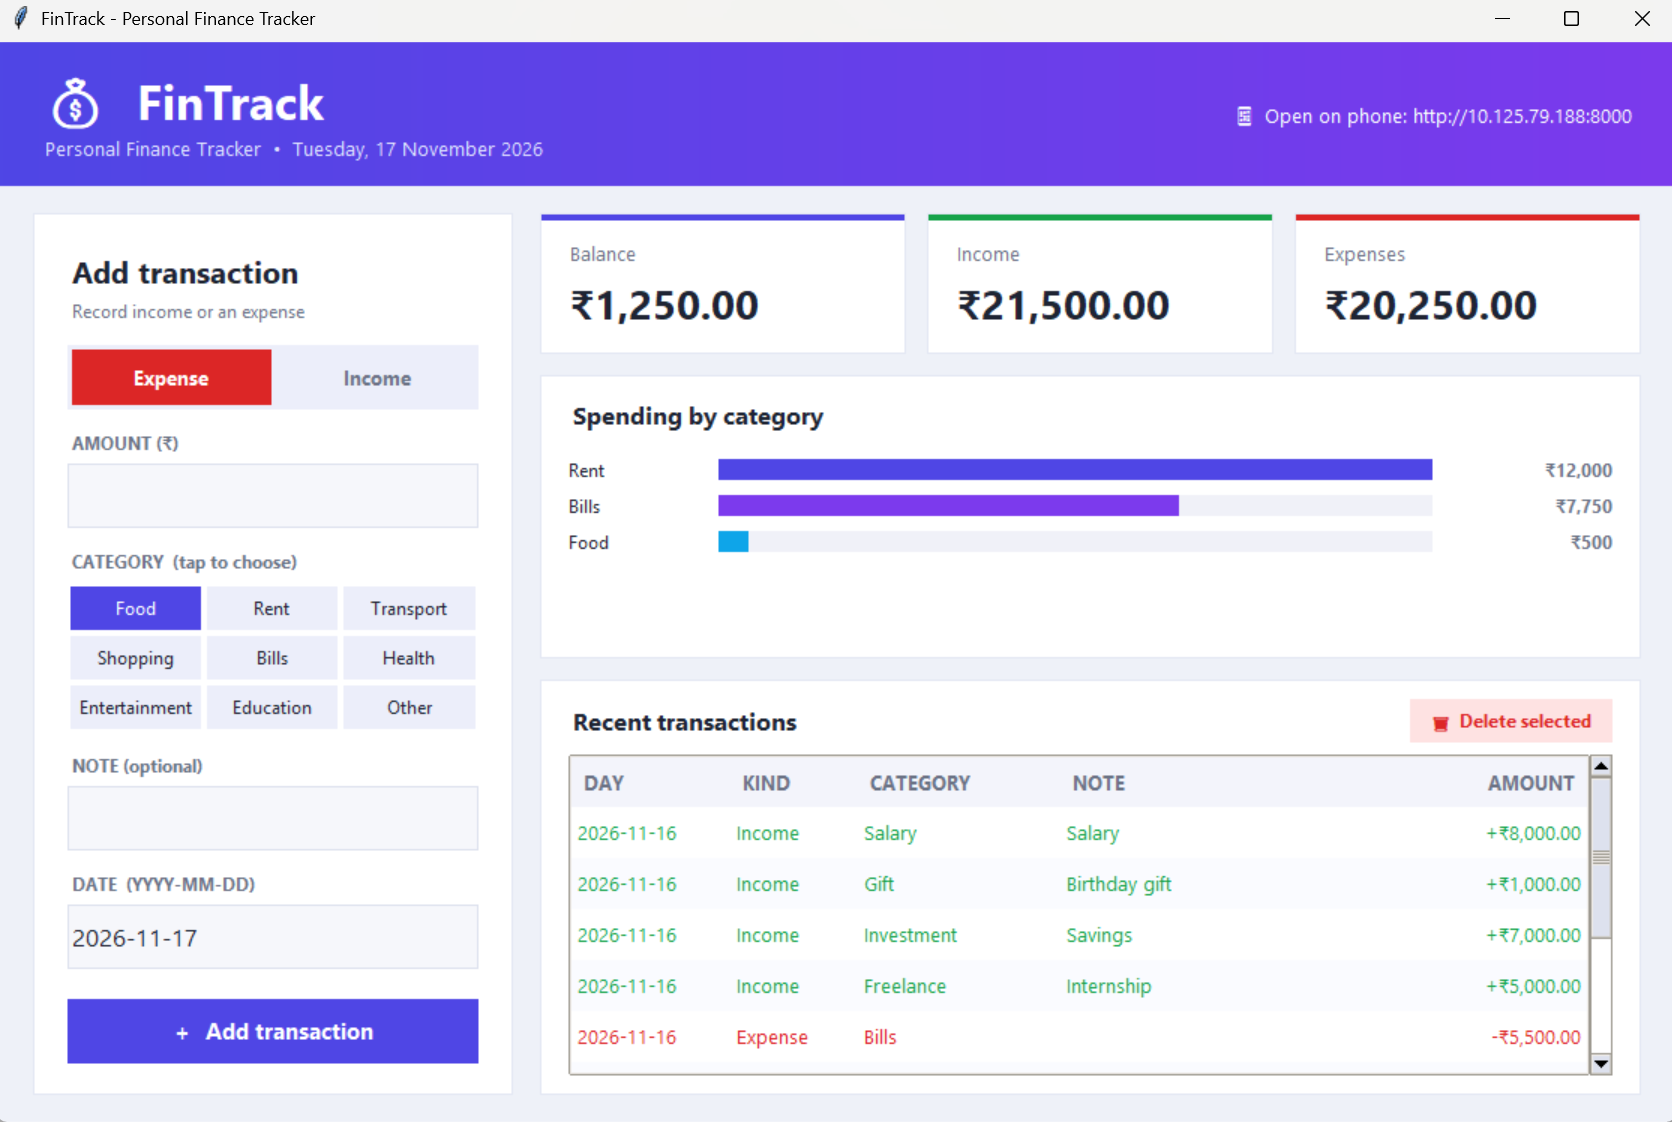 FinTrack - Personal Finance Tracker
FinTrack
Personal Finance Tracker • Tuesday, 17 November 2026
Open on phone: http://10.125.79.188:8000
Add transaction
Record income or an expense
Expense Income
AMOUNT (₹)
CATEGORY (tap to choose)
Food Rent Transport
Shopping Bills Health
Entertainment Education Other
NOTE (optional)
DATE (YYYY-MM-DD)
2026-11-17
+ Add transaction
Balance
₹1,250.00
Income
₹21,500.00
Expenses
₹20,250.00
Spending by category
Rent ₹12,000
Bills ₹7,750
Food ₹500
Recent transactions
Delete selected
DAY KIND CATEGORY NOTE AMOUNT
2026-11-16 Income Salary Salary +₹8,000.00
2026-11-16 Income Gift Birthday gift +₹1,000.00
2026-11-16 Income Investment Savings +₹7,000.00
2026-11-16 Income Freelance Internship +₹5,000.00
2026-11-16 Expense Bills -₹5,500.00